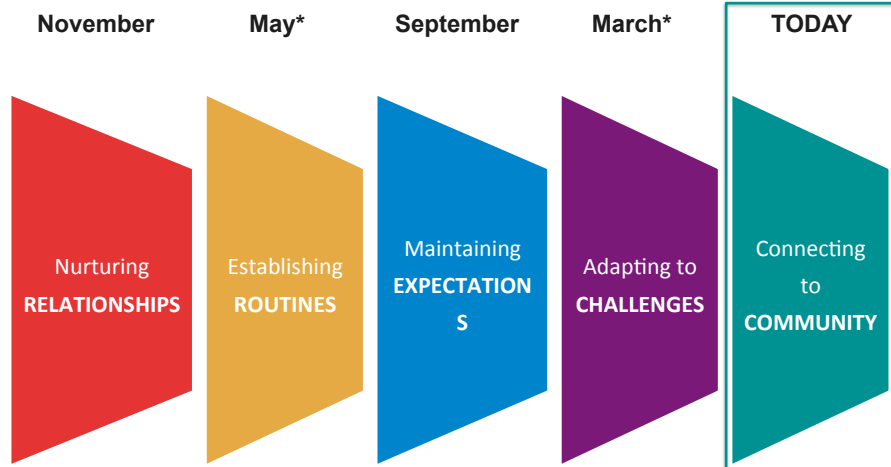 November
May*
September
March*
TODAY
Nurturing
RELATIONSHIPS
Establishing
ROUTINES
Maintaining
EXPECTATION
S
Adapting to
CHALLENGES
Connecting
to
COMMUNITY